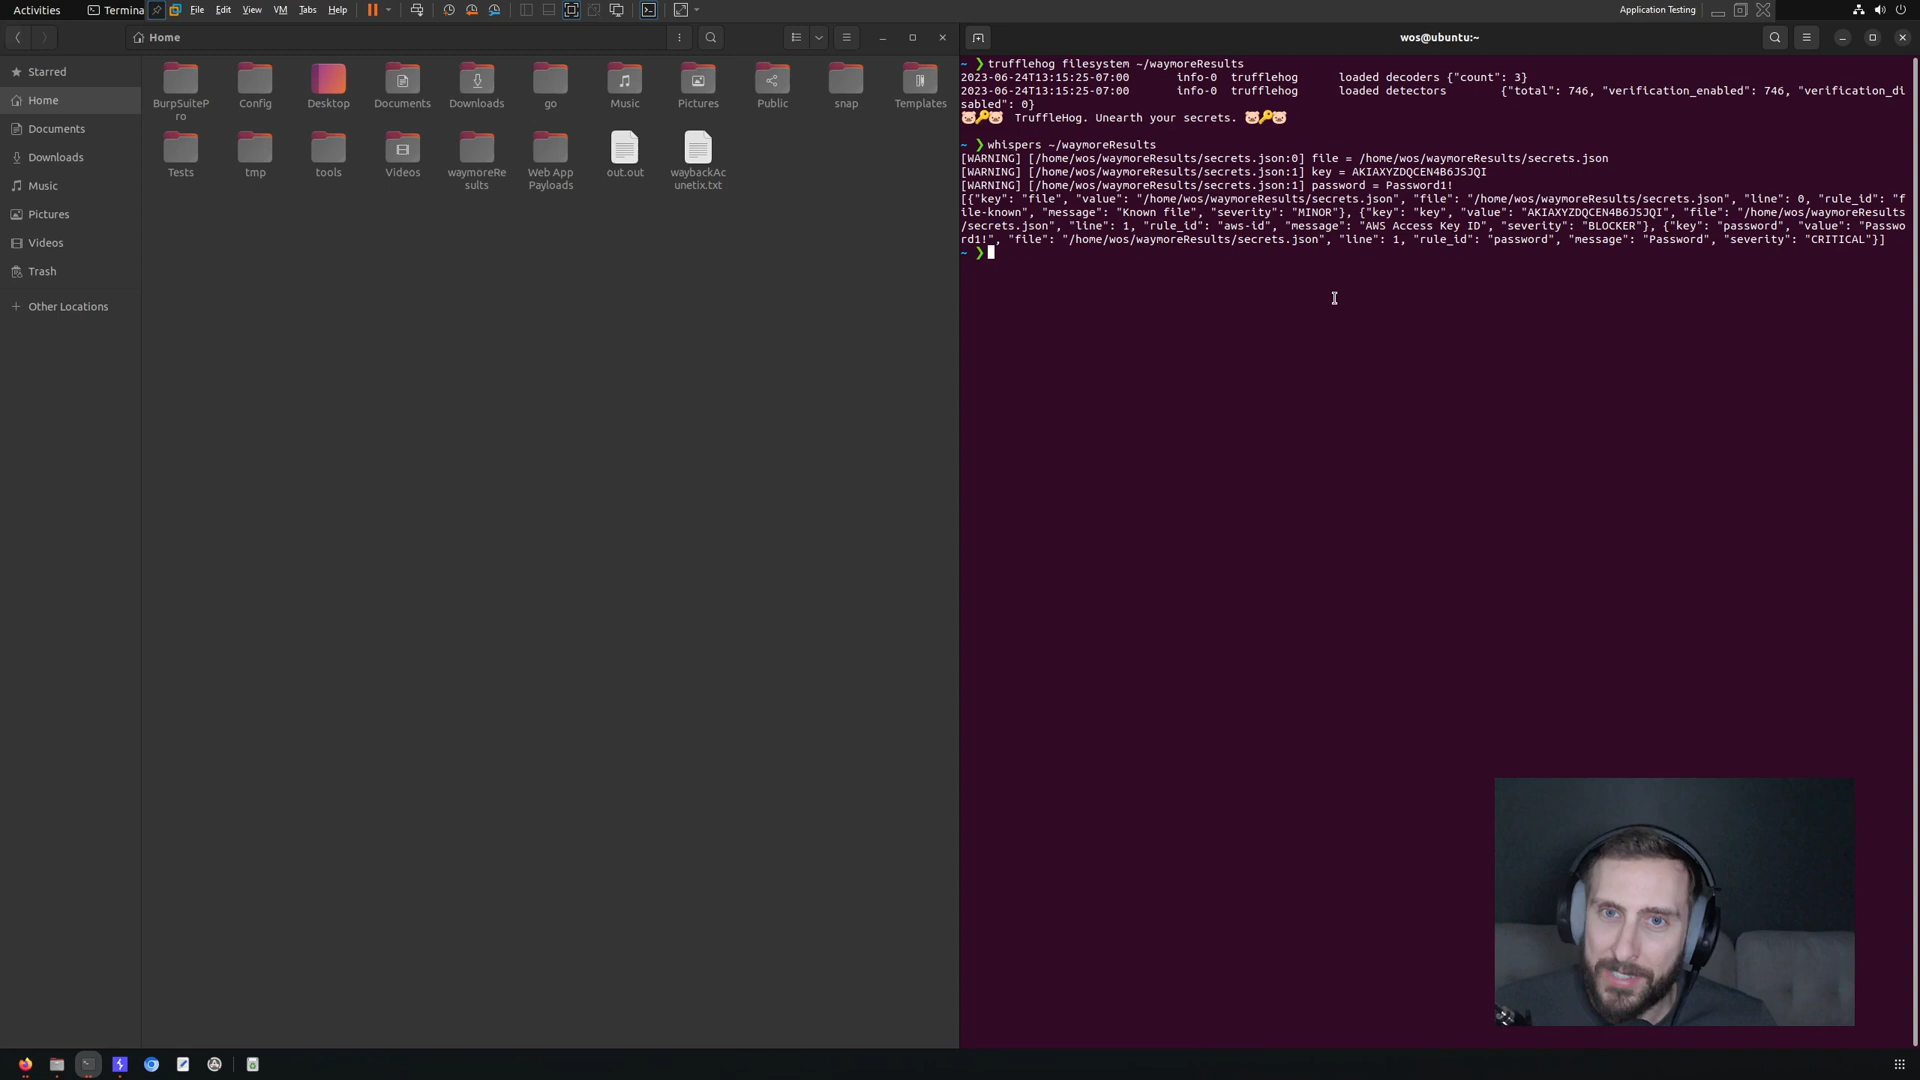 Activities
Termina
File
Edit
View
VM
Tabs
Help
Application Testing
Home
Starred
Home
Documents
Downloads
Music
Pictures
Videos
Trash
Other Locations
BurpSuitePro
Config
Desktop
Documents
Downloads
go
Music
Pictures
Public
snap
Templates
Tests
tmp
tools
Videos
waymoreResults
Web App Payloads
out.out
waybackAcunetix.txt
wos@ubuntu:~
~ ❯ trufflehog filesystem ~/waymoreResults
2023-06-24T13:15:25-07:00 info-0 trufflehog loaded decoders {"count": 3}
2023-06-24T13:15:25-07:00 info-0 trufflehog loaded detectors {"total": 746, "verification_enabled": 746, "verification_di
sabled": 0}
🐷🔑🐷 TruffleHog. Unearth your secrets. 🐷🔑🐷
~ ❯ whispers ~/waymoreResults
[WARNING] [/home/wos/waymoreResults/secrets.json:0] file = /home/wos/waymoreResults/secrets.json
[WARNING] [/home/wos/waymoreResults/secrets.json:1] key = AKIAXYZDQCEN4B6JSJQI
[WARNING] [/home/wos/waymoreResults/secrets.json:1] password = Password1!
[{"key": "file", "value": "/home/wos/waymoreResults/secrets.json", "file": "/home/wos/waymoreResults/secrets.json", "line": 0, "rule_id": "f
ile-known", "message": "Known file", "severity": "MINOR"}, {"key": "key", "value": "AKIAXYZDQCEN4B6JSJQI", "file": "/home/wos/waymoreResults
/secrets.json", "line": 1, "rule_id": "aws-id", "message": "AWS Access Key ID", "severity": "BLOCKER"}, {"key": "password", "value": "Passwo
rd1!", "file": "/home/wos/waymoreResults/secrets.json", "line": 1, "rule_id": "password", "message": "Password", "severity": "CRITICAL"}]
~ ❯